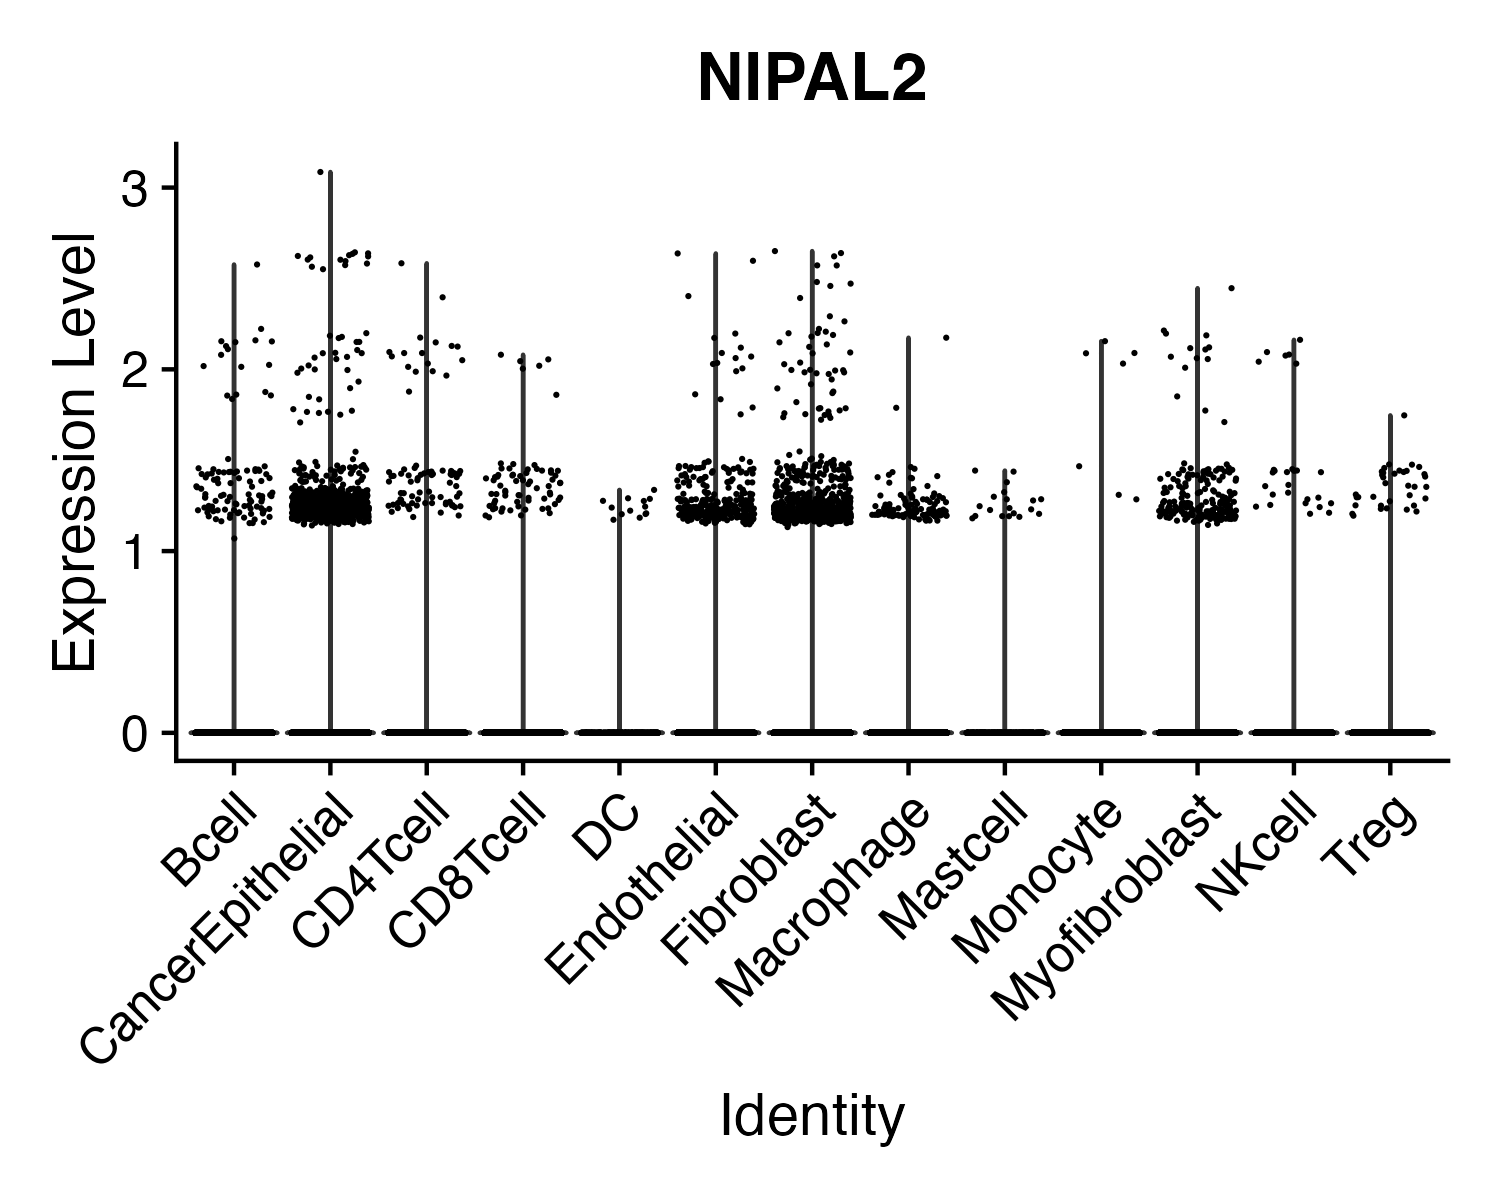 NIPAL2
Expression Level
3
2
1
0
Bcell
CancerEpithelial
CD4Tcell
CD8Tcell
DC
Endothelial
Fibroblast
Macrophage
Mastcell
Monocyte
Myofibroblast
NKcell
Treg
Identity